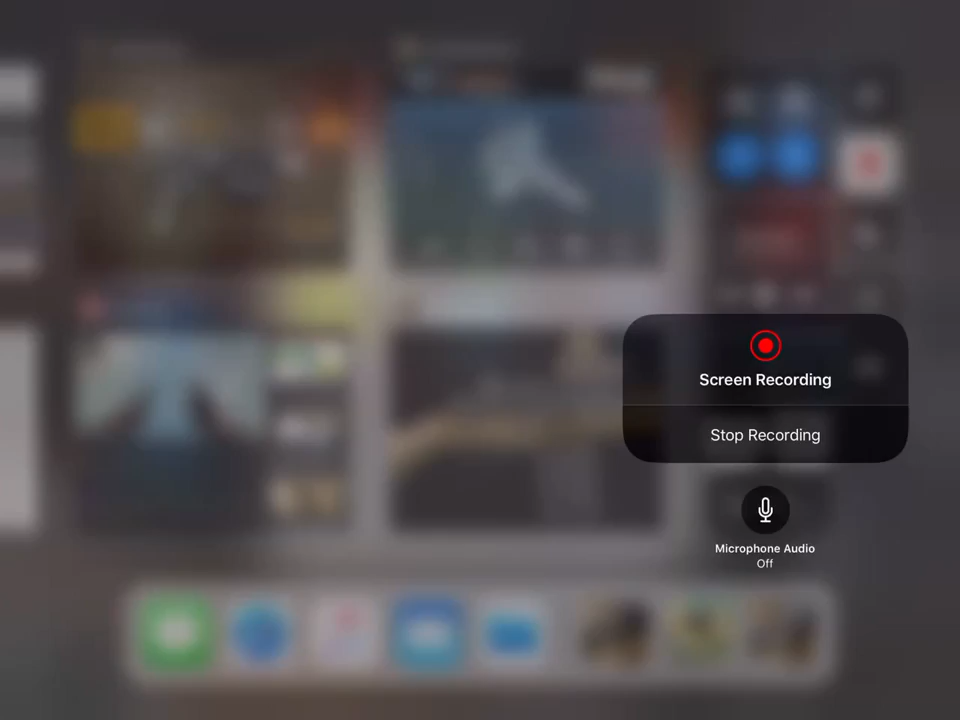 Screen Recording
Stop Recording
Microphone Audio
Off